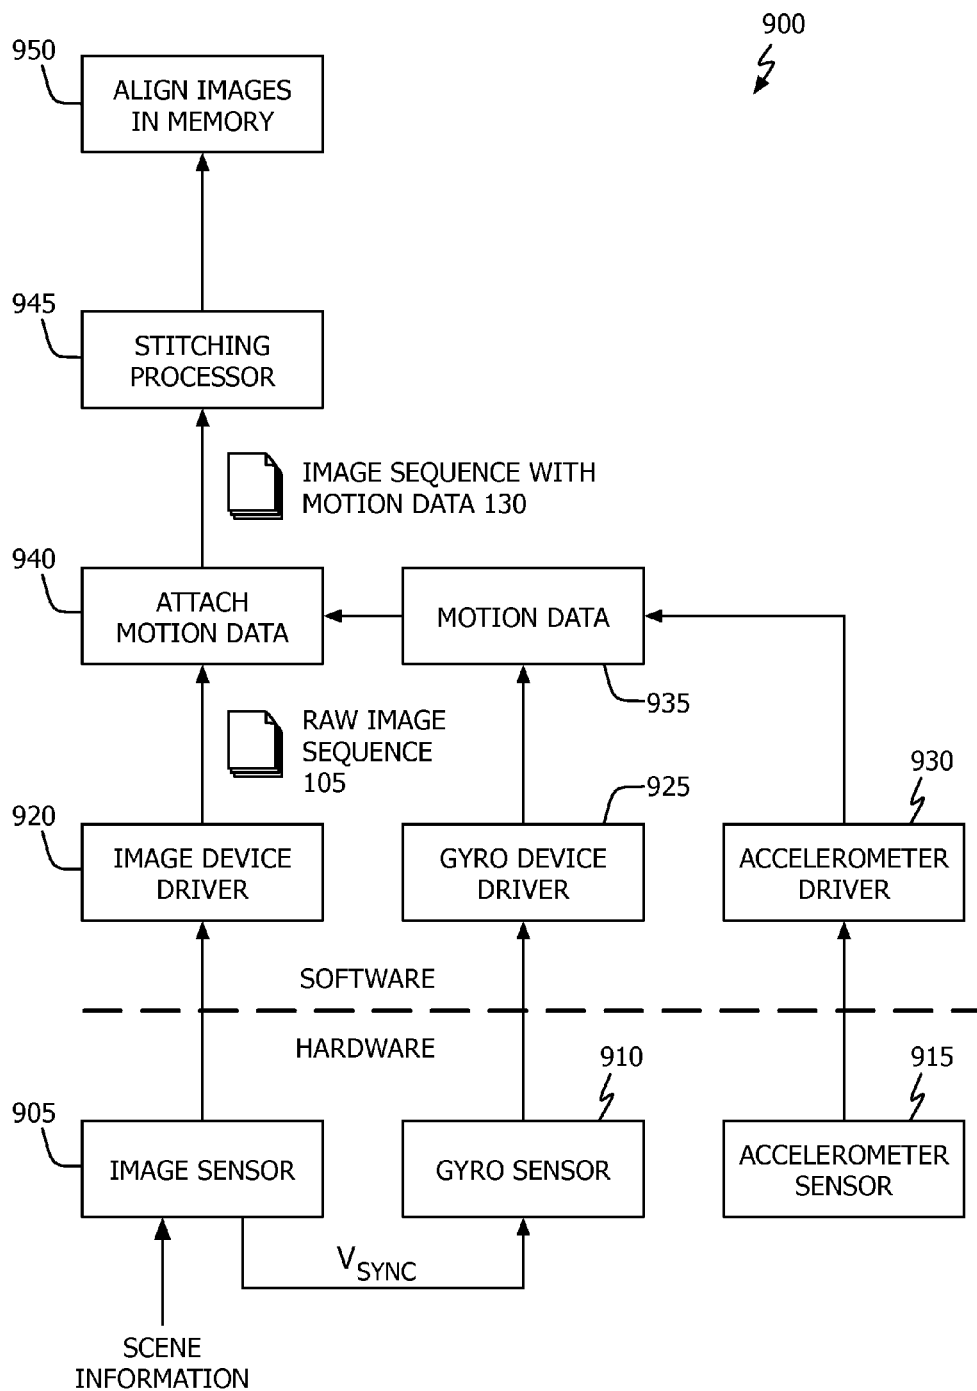 900
950
ALIGN IMAGES
IN MEMORY
945
STITCHING
PROCESSOR
IMAGE SEQUENCE WITH
MOTION DATA 130
940
ATTACH
MOTION DATA
MOTION DATA
935
RAW IMAGE
SEQUENCE
105
925
930
920
IMAGE DEVICE
DRIVER
GYRO DEVICE
DRIVER
ACCELEROMETER
DRIVER
SOFTWARE
HARDWARE
910
915
905
IMAGE SENSOR
GYRO SENSOR
ACCELEROMETER
SENSOR
VSYNC
SCENE
INFORMATION